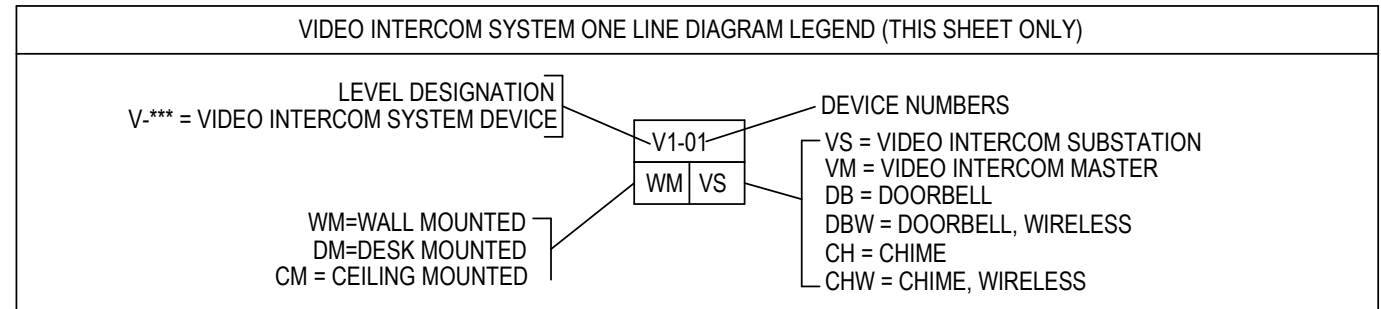 VIDEO INTERCOM SYSTEM ONE LINE DIAGRAM LEGEND (THIS SHEET ONLY)
LEVEL DESIGNATION
V-*** = VIDEO INTERCOM SYSTEM DEVICE
V1-01
WM VS
DEVICE NUMBERS
VS = VIDEO INTERCOM SUBSTATION
VM = VIDEO INTERCOM MASTER
DB = DOORBELL
DBW = DOORBELL, WIRELESS
CH = CHIME
CHW = CHIME, WIRELESS
WM=WALL MOUNTED
DM=DESK MOUNTED
CM = CEILING MOUNTED